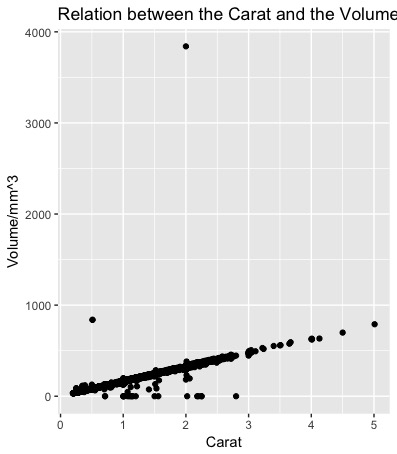 Relation between the Carat and the Volume
4000
3000
2000
1000
0
Volume/mm^3
0 1 2 3 4 5
Carat